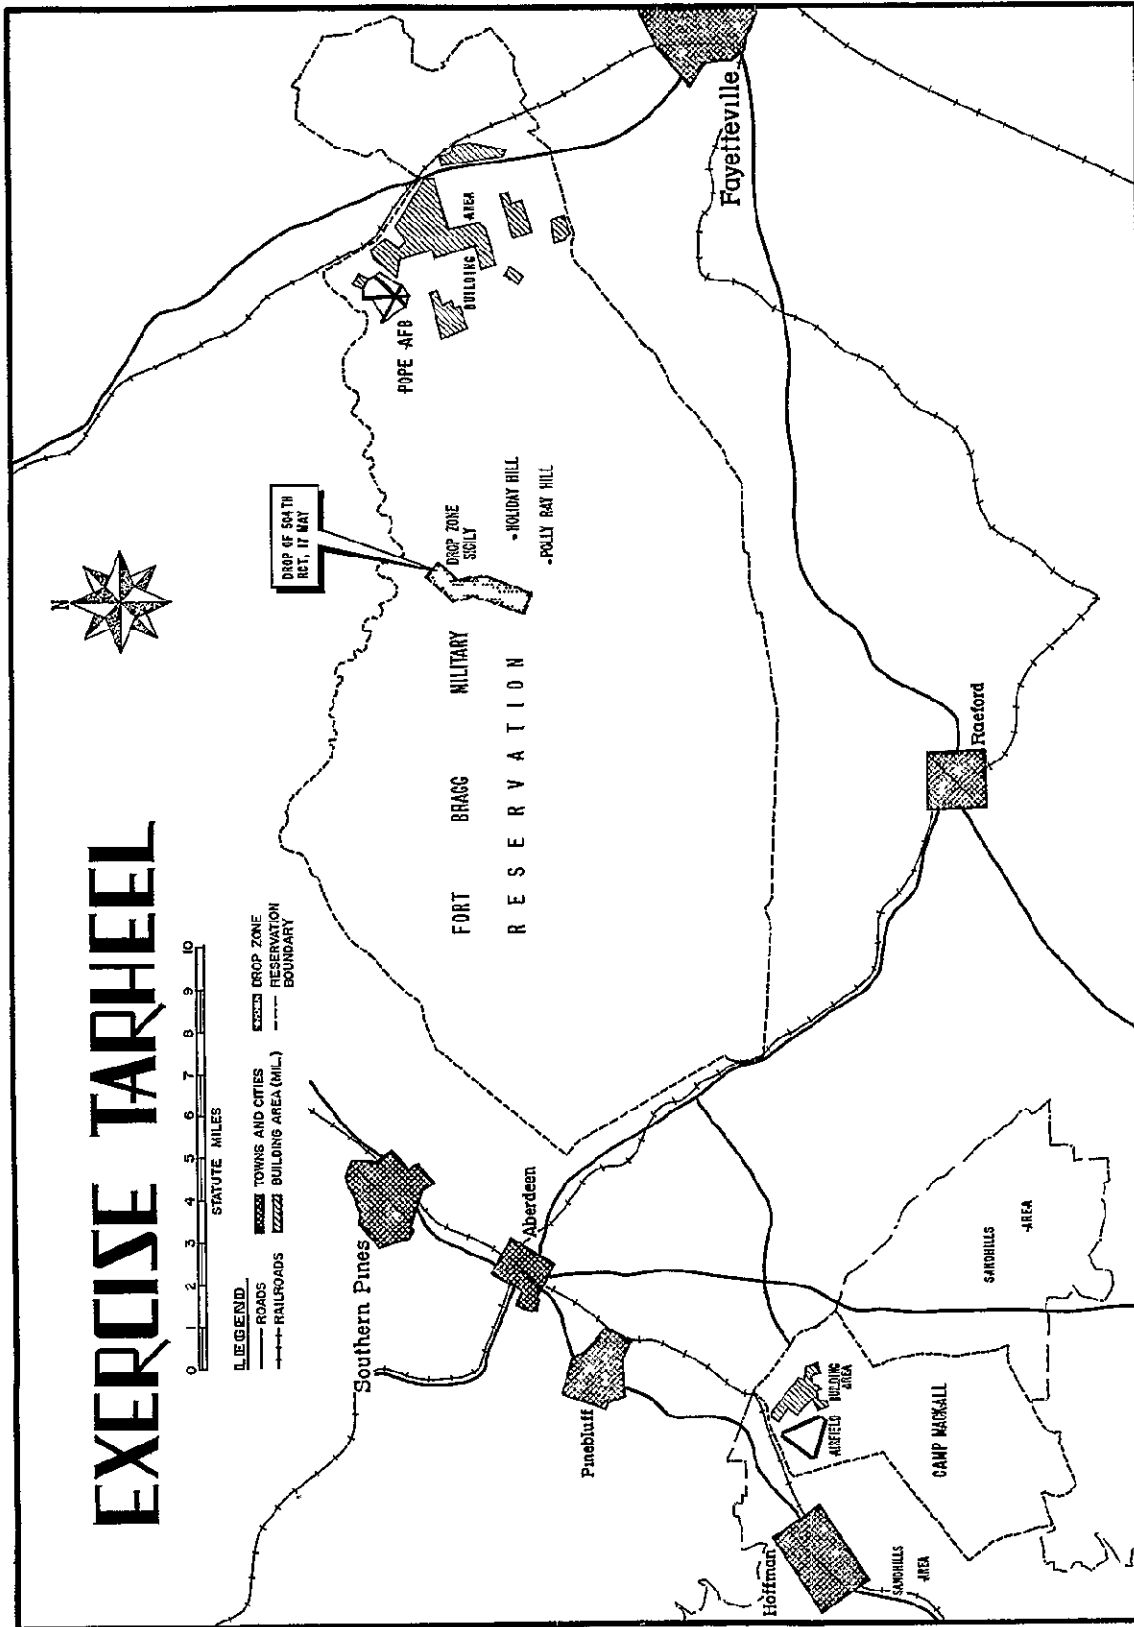 EXERCISE TARHEEL
0 1 2 3 4 5 6 7 8 9 10
STATUTE MILES
LEGEND
ROADS
RAILROADS
TOWNS AND CITIES
BUILDING AREA (MIL.)
DROP ZONE
RESERVATION
BOUNDARY
N
DROP OF 504TH
RCT, 17 MAY
Southern Pines
Aberdeen
Pinebluff
Hoffman
SANDHILLS
AREA
AIRFIELD
BUILDING
AREA
CAMP MACKALL
SANDHILLS
AREA
FORT BRAGG MILITARY
RESERVATION
DROP ZONE
SICILY
HOLIDAY HILL
POLLY RAY HILL
POPE AFB
BUILDING AREA
Fayetteville
Raeford